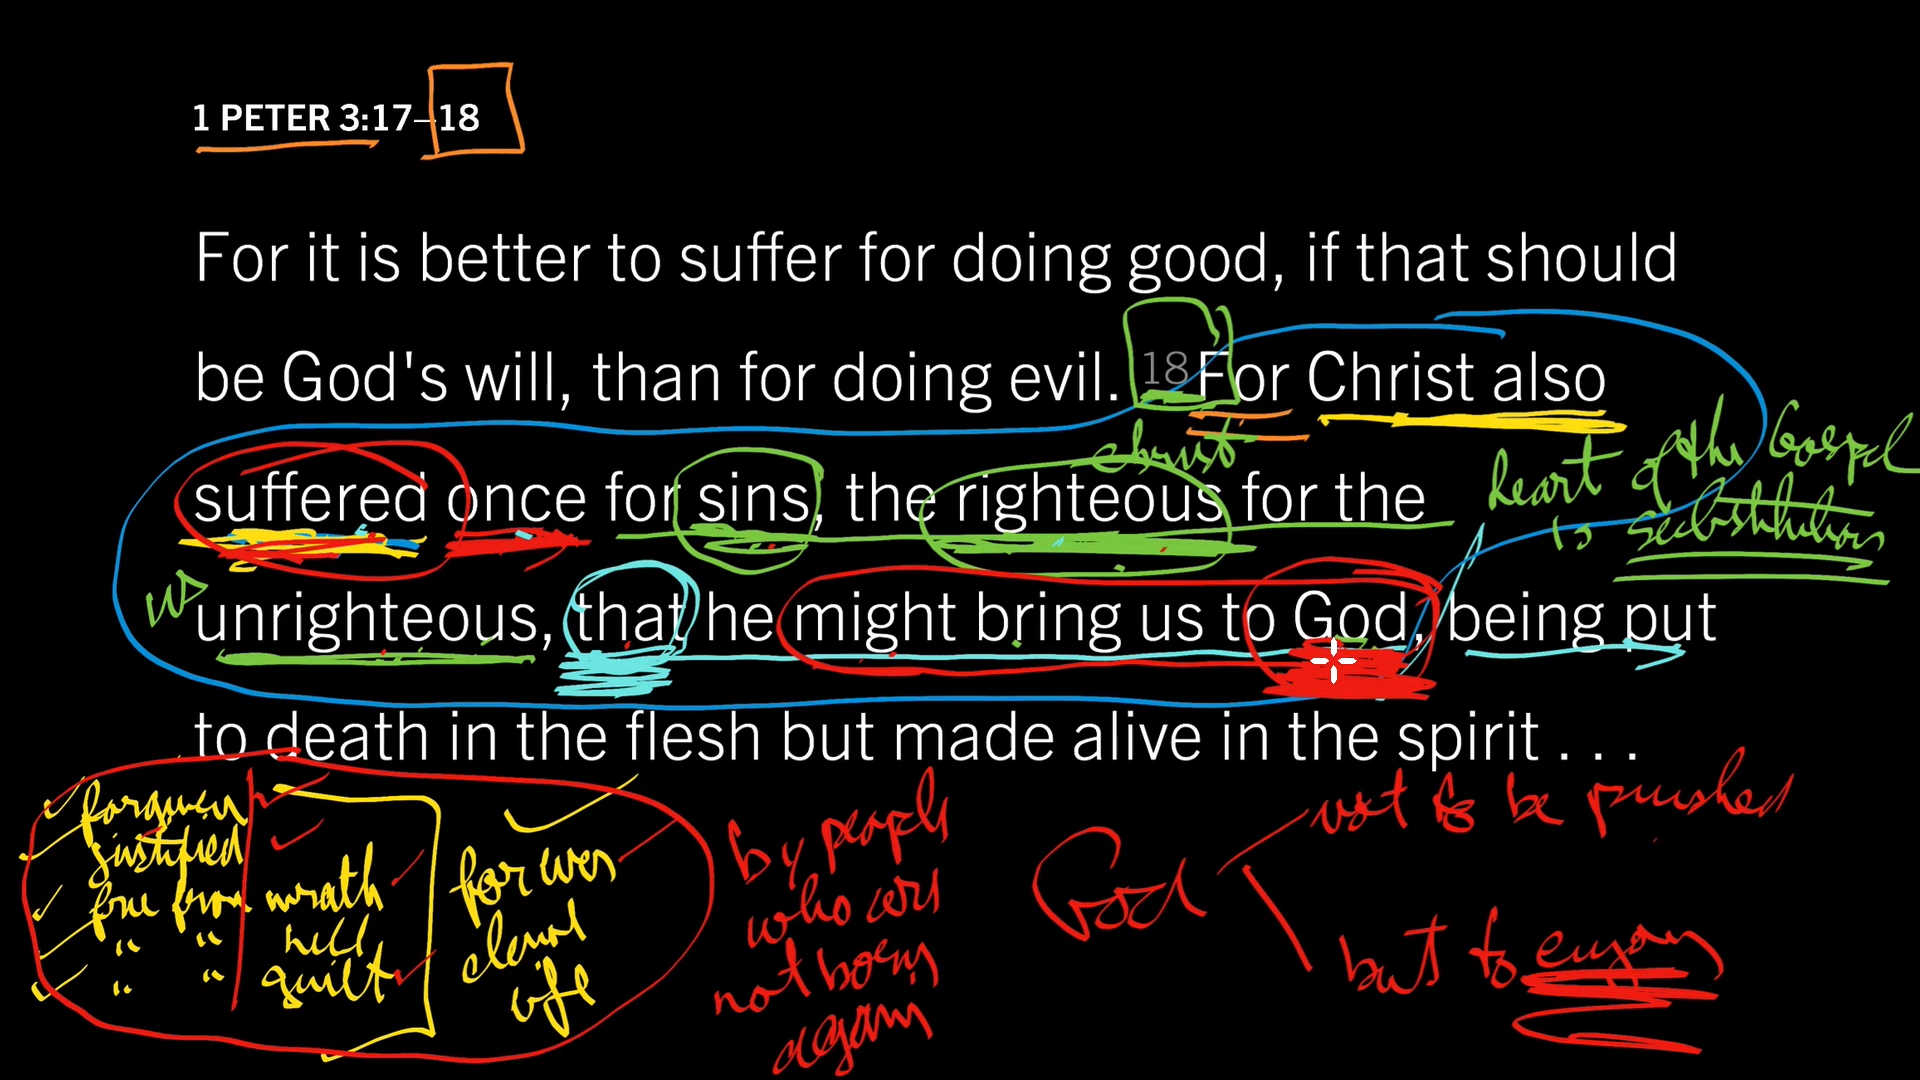 1 PETER 3:17–18
For it is better to suffer for doing good, if that should
be God's will, than for doing evil. 18 For Christ also
christ
suffered once for sins, the righteous for the
heart of the Gospel
is substitution
us
unrighteous, that he might bring us to God, being put
to death in the flesh but made alive in the spirit . . .
forgiven
justified
free from wrath
" " hell
" " guilt
forever
eternal
life
by people
who are
not born
again
God
not to be punished
but to enjoy